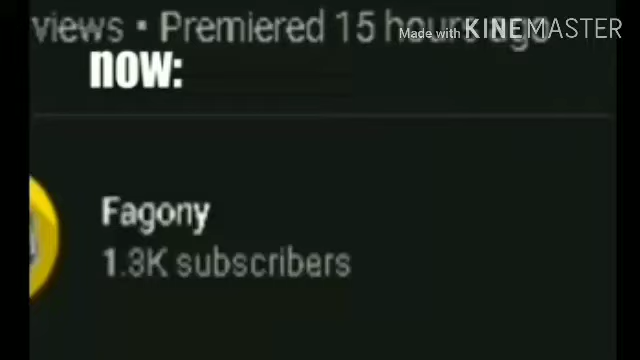 views • Premiered 15 hours ago
Made with KINEMASTER
now:
Fagony
1.3K subscribers